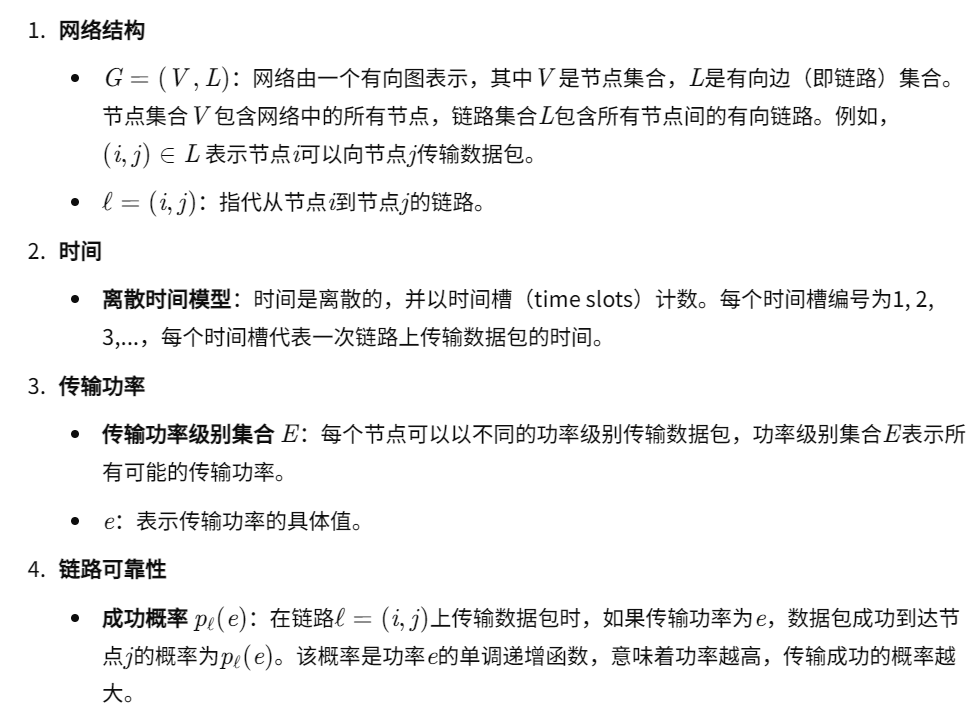 1. 网络结构
• G = (V, L)：网络由一个有向图表示，其中 V 是节点集合，L是有向边（即链路）集合。
节点集合 V 包含网络中的所有节点，链路集合L包含所有节点间的有向链路。例如，
(i, j) ∈ L 表示节点i可以向节点j传输数据包。
• ℓ = (i, j)：指代从节点i到节点j的链路。
2. 时间
• 离散时间模型：时间是离散的，并以时间槽（time slots）计数。每个时间槽编号为1, 2,
3,...，每个时间槽代表一次链路上传输数据包的时间。
3. 传输功率
• 传输功率级别集合 E：每个节点可以以不同的功率级别传输数据包，功率级别集合E表示所
有可能的传输功率。
• e：表示传输功率的具体值。
4. 链路可靠性
• 成功概率 pℓ(e)：在链路ℓ = (i, j)上传输数据包时，如果传输功率为e，数据包成功到达节
点j的概率为pℓ(e)。该概率是功率e的单调递增函数，意味着功率越高，传输成功的概率越
大。